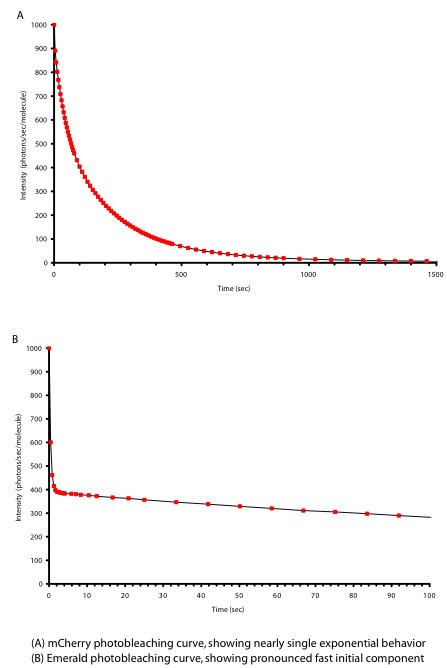 A
1000
900
800
700
600
500
400
300
200
100
0
Intensity (photons/sec/molecule)
0 500 1000 1500
Time (sec)
B
1000
900
800
700
600
500
400
300
200
100
0
Intensity (photons/sec/molecule)
0 10 20 30 40 50 60 70 80 90 100
Time (sec)
(A) mCherry photobleaching curve, showing nearly single exponential behavior
(B) Emerald photobleaching curve, showing pronounced fast initial component